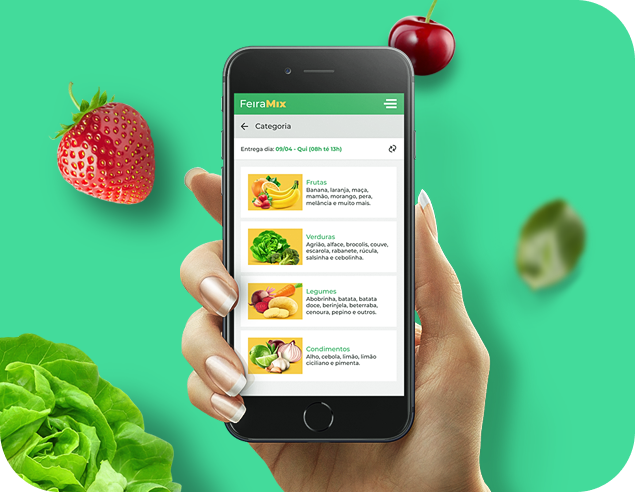 FeiraMix
Categoria
Entrega dia: 09/04 - Qui (08h té 13h)
Frutas
Banana, laranja, maça,
mamão, morango, pera,
melância e muito mais.
Verduras
Agrião, alface, brocolis, couve,
escarola, rabanete, rúcula,
salsinha e cebolinha.
Legumes
Abobrinha, batata, batata
doce, berinjela, beterraba,
cenoura, pepino e outros.
Condimentos
Alho, cebola, limão, limão
ciciliano e pimenta.